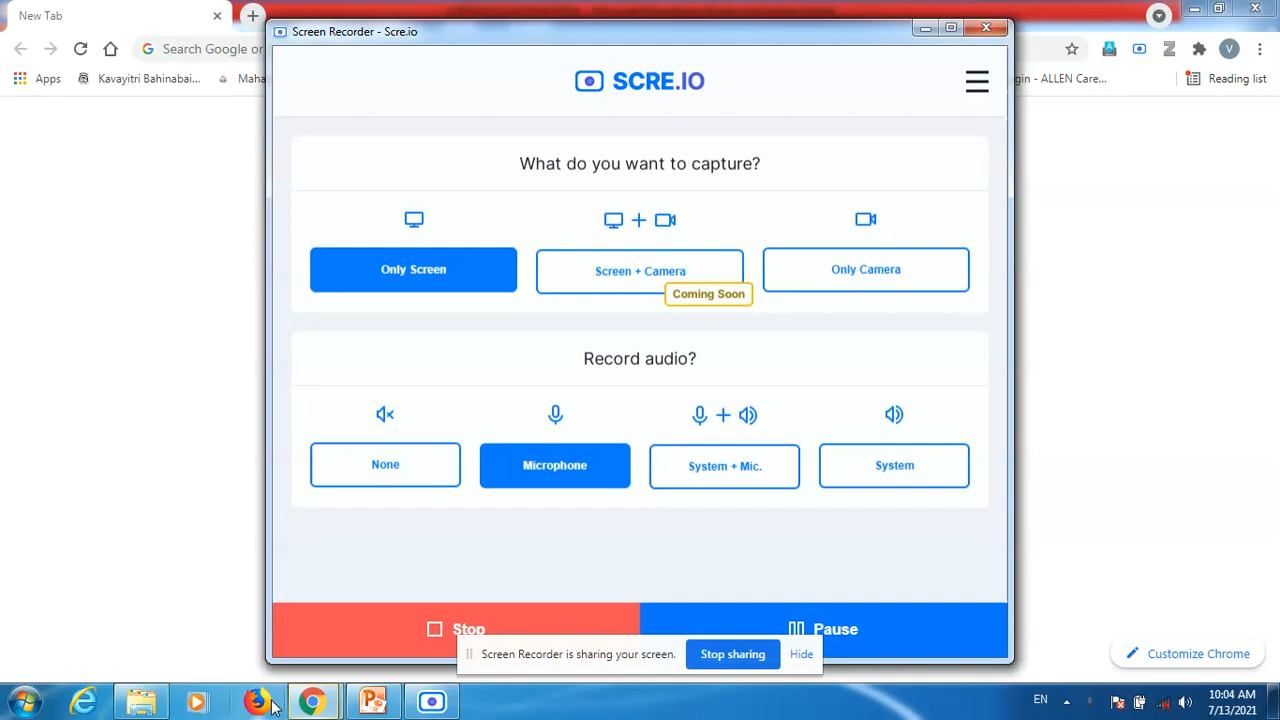 New Tab
Screen Recorder - Scre.io
Search Google or
Apps
Kavayitri Bahinabai...
Maha
gin - ALLEN Care...
Reading list
V
SCRE.IO
What do you want to capture?
Only Screen
Screen + Camera
Only Camera
Coming Soon
Record audio?
None
Microphone
System + Mic.
System
Stop
Pause
Screen Recorder is sharing your screen.
Stop sharing
Hide
Customize Chrome
EN
10:04 AM
7/13/2021